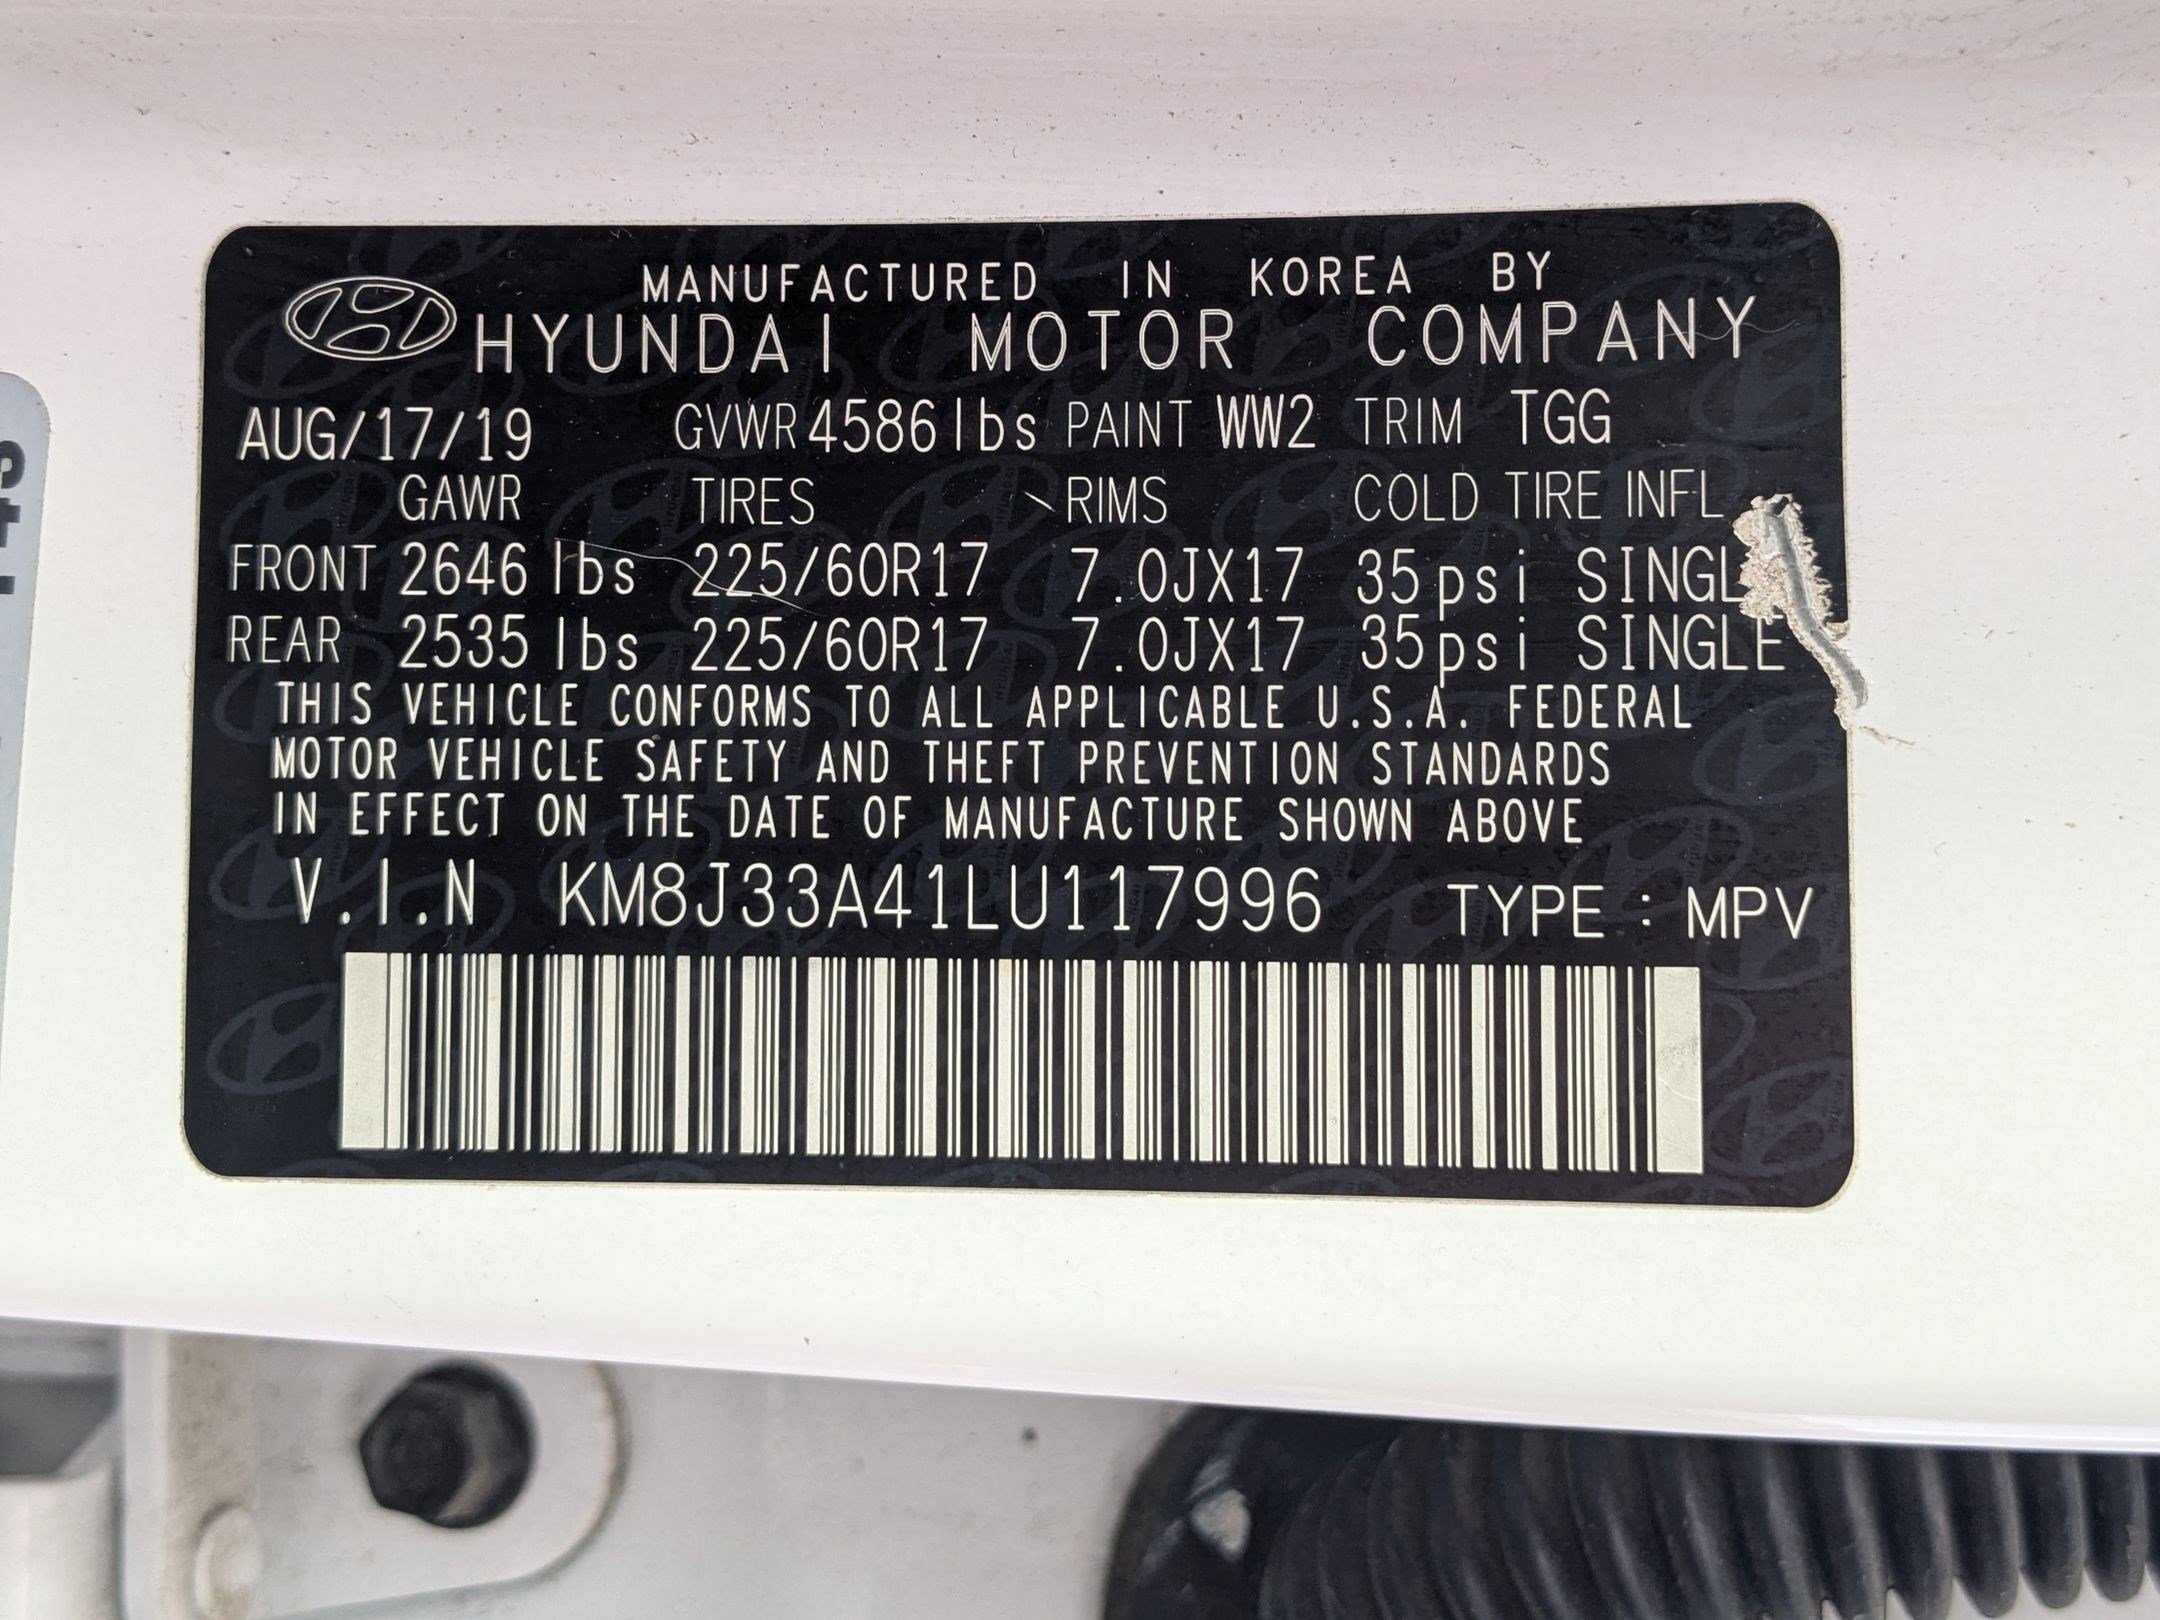 MANUFACTURED IN KOREA BY
HYUNDAI MOTOR COMPANY
AUG/17/19 GVWR 4586lbs PAINT WW2 TRIM TGG
GAWR TIRES RIMS COLD TIRE INFL
FRONT 2646 lbs 225/60R17 7.0JX17 35psi SINGL
REAR 2535 lbs 225/60R17 7.0JX17 35psi SINGLE
THIS VEHICLE CONFORMS TO ALL APPLICABLE U.S.A. FEDERAL
MOTOR VEHICLE SAFETY AND THEFT PREVENTION STANDARDS
IN EFFECT ON THE DATE OF MANUFACTURE SHOWN ABOVE
V.I.N KM8J33A41LU117996 TYPE : MPV